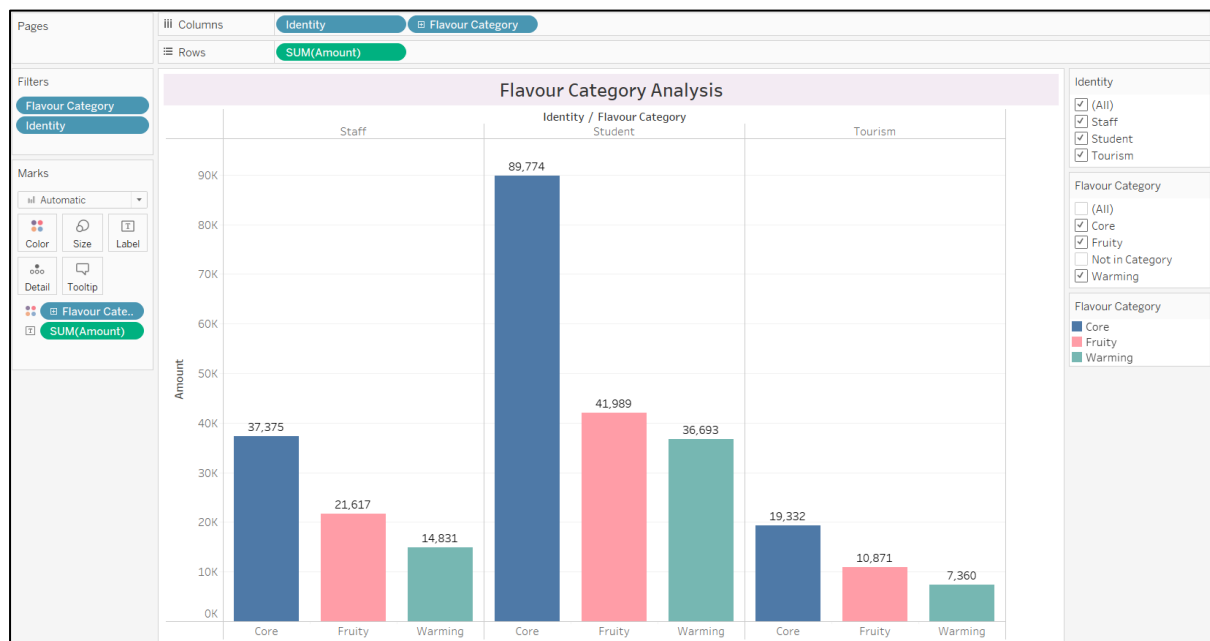 Pages
Columns
Identity
Flavour Category
Rows
SUM(Amount)
Filters
Flavour Category
Identity
Marks
Automatic
Color
Size
Label
Detail
Tooltip
Flavour Cate..
SUM(Amount)
Flavour Category Analysis
Identity / Flavour Category
Staff
Student
Tourism
Amount
90K
80K
70K
60K
50K
40K
30K
20K
10K
0K
37,375
21,617
14,831
89,774
41,989
36,693
19,332
10,871
7,360
Core
Fruity
Warming
Core
Fruity
Warming
Core
Fruity
Warming
Identity
(All)
Staff
Student
Tourism
Flavour Category
(All)
Core
Fruity
Not in Category
Warming
Flavour Category
Core
Fruity
Warming